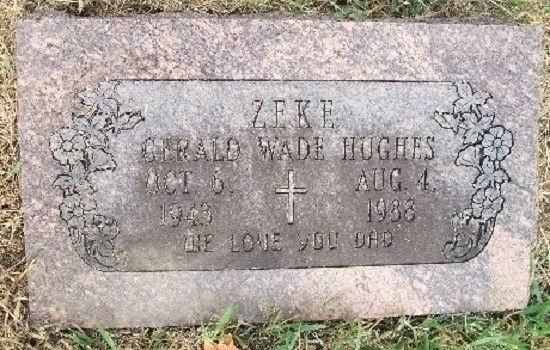 ZEKE
GERALD WADE HUGHES
OCT. 6, AUG. 4,
1943 1988
WE LOVE YOU DAD